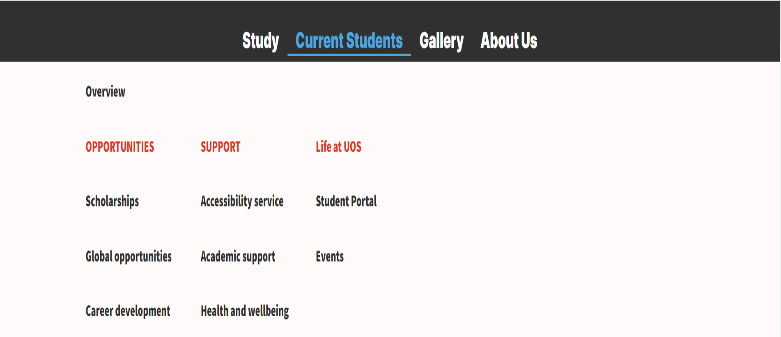 Study Current Students Gallery About Us
Overview
OPPORTUNITIES SUPPORT Life at UOS
Scholarships Accessibility service Student Portal
Global opportunities Academic support Events
Career development Health and wellbeing